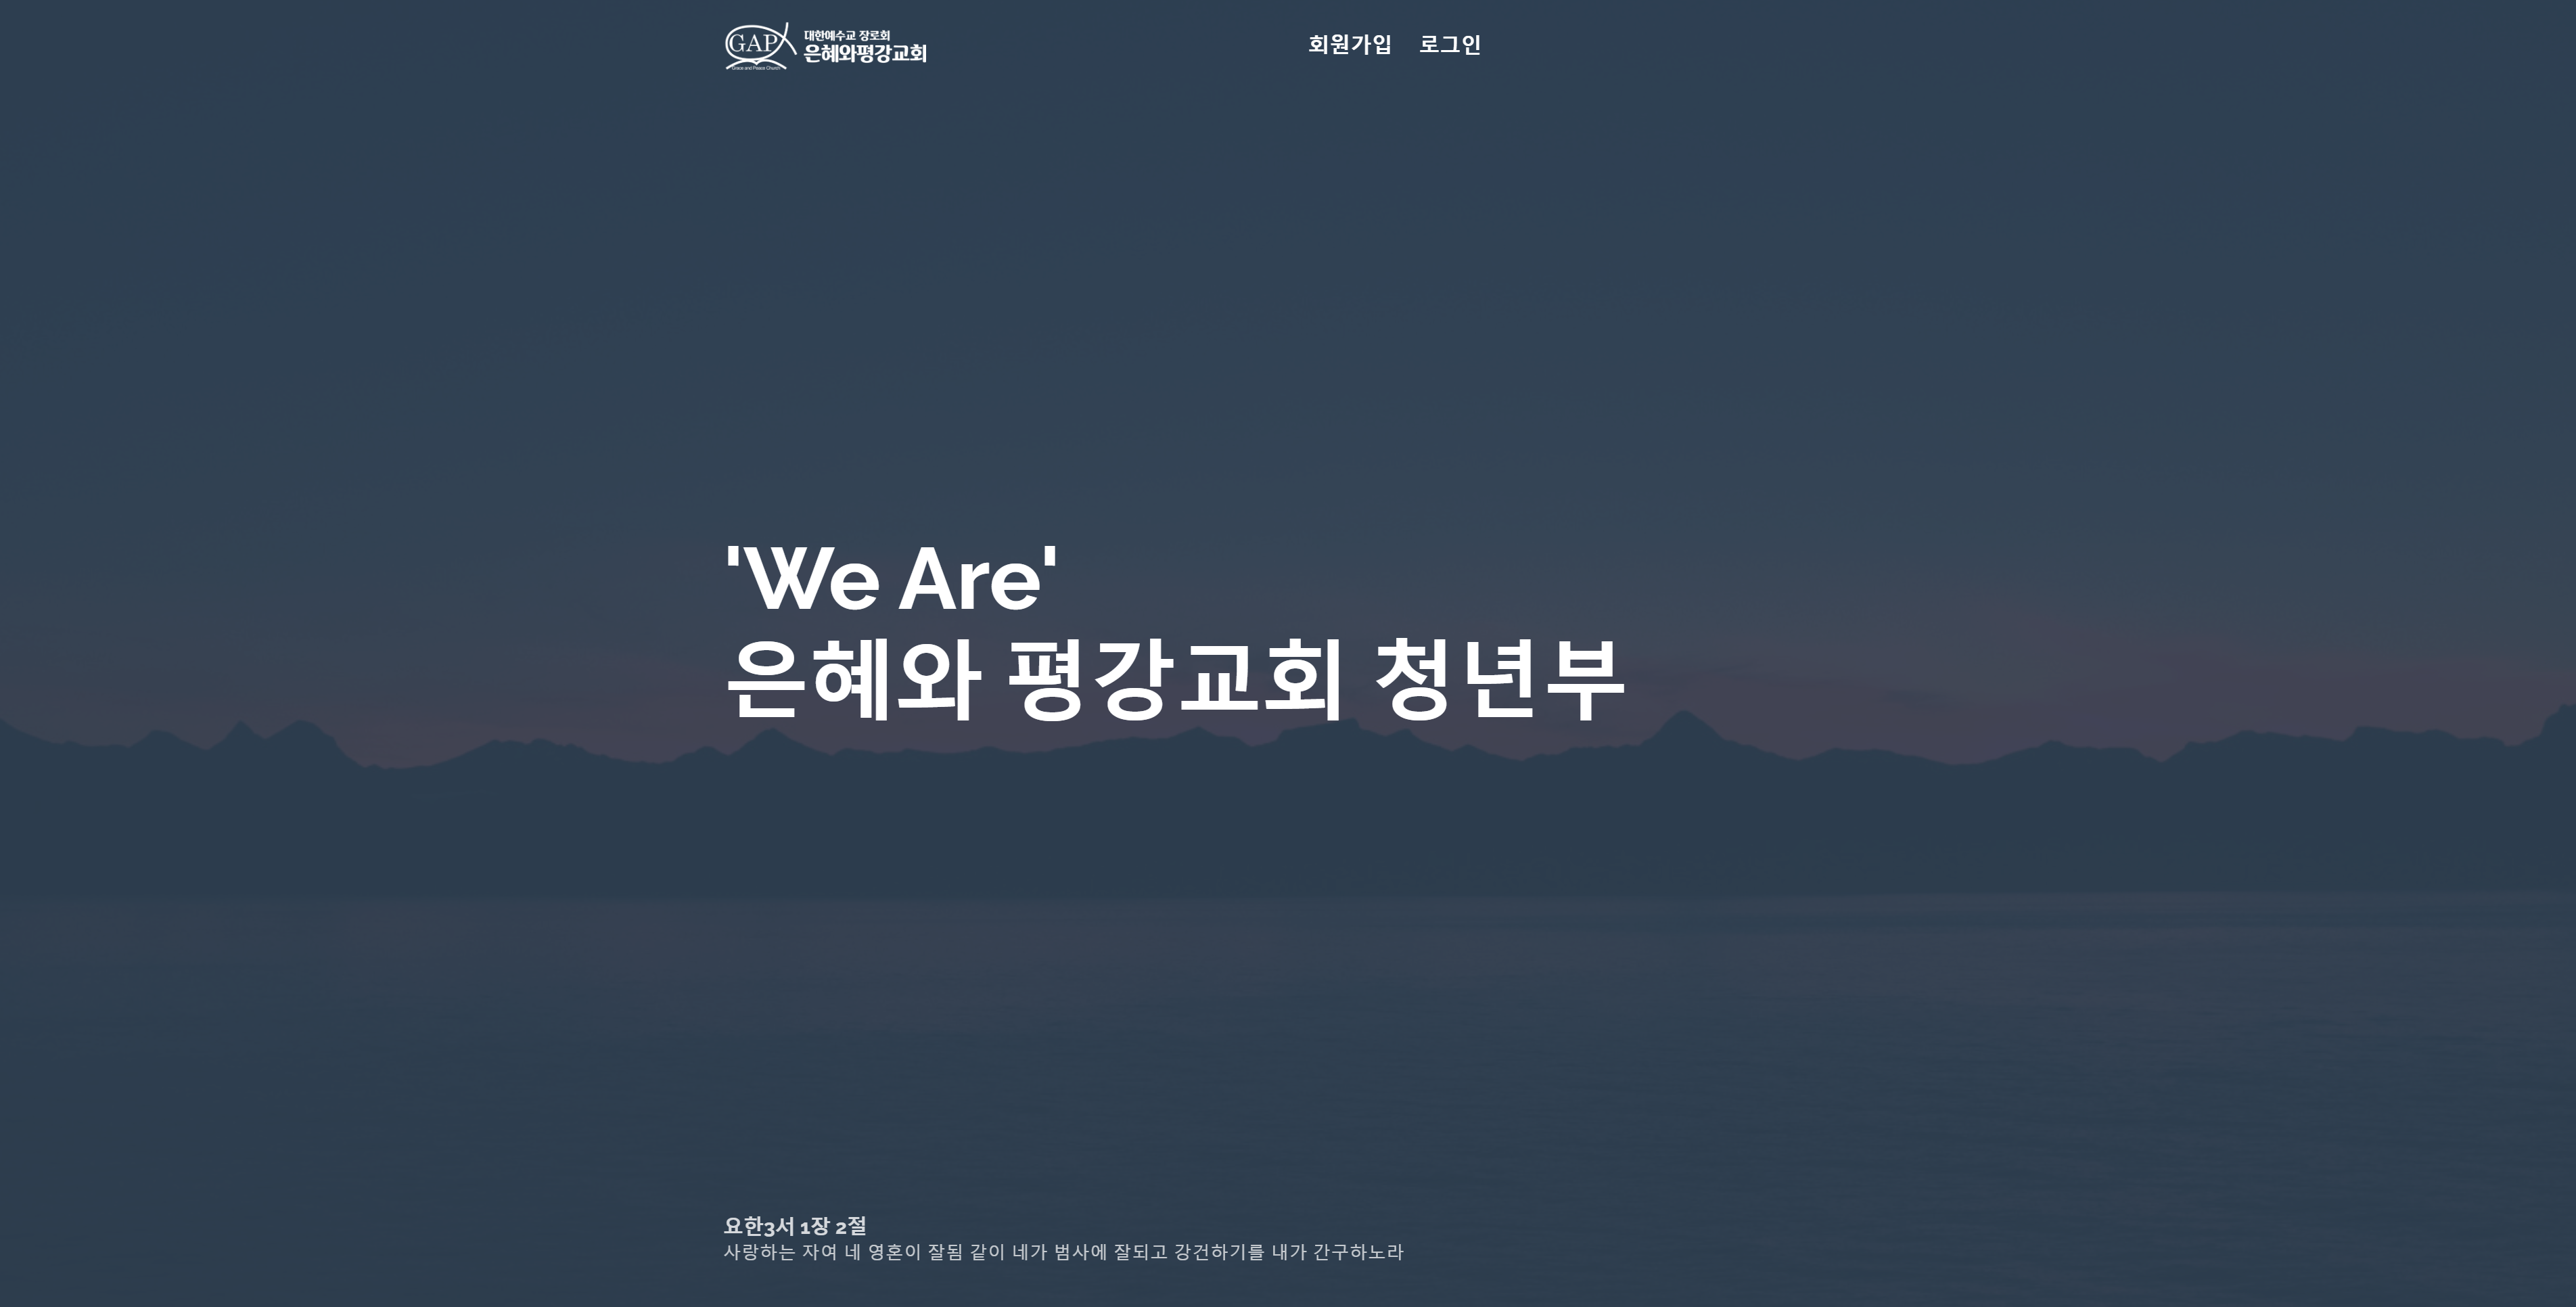 GAP
Grace and Peace Church
대한예수교 장로회
은혜와평강교회
회원가입 로그인
'We Are'
은혜와 평강교회 청년부
요한3서 1장 2절
사랑하는 자여 네 영혼이 잘됨 같이 네가 범사에 잘되고 강건하기를 내가 간구하노라